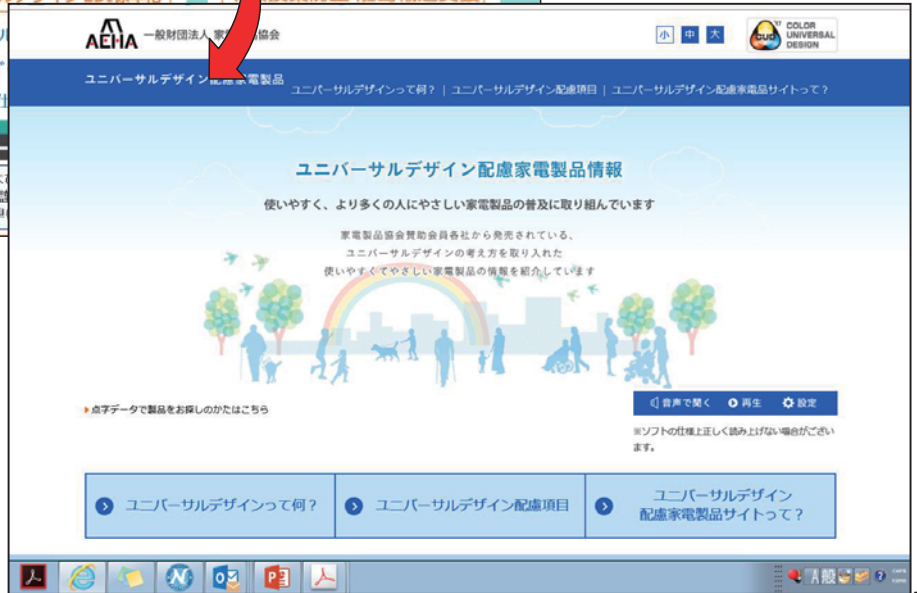 AEHA 一般財団法人 家電製品協会
小 中 大
CUD
COLOR
UNIVERSAL
DESIGN
ユニバーサルデザイン配慮家電製品
ユニバーサルデザインって何? | ユニバーサルデザイン配慮項目 | ユニバーサルデザイン配慮家電品サイトって?
ユニバーサルデザイン配慮家電製品情報
使いやすく、より多くの人にやさしい家電製品の普及に取り組んでいます
家電製品協会賛助会員各社から発売されている、
ユニバーサルデザインの考え方を取り入れた
使いやすくてやさしい家電製品の情報を紹介しています
点字データで製品をお探しのかたはこちら
音声で聞く 再生 設定
※ソフトの仕様上正しく読み上げない場合がござい
ます。
ユニバーサルデザインって何?
ユニバーサルデザイン配慮項目
ユニバーサルデザイン
配慮家電製品サイトって?
A 般
CAPS
KANA